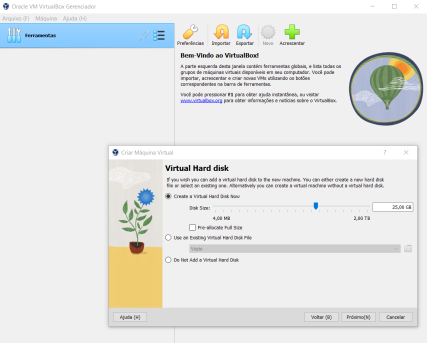 Oracle VM VirtualBox Gerenciador
Arquivo (F) Máquina Ajuda (H)
Ferramentas
Preferências Importar Exportar Novo Acrescentar
Bem-Vindo ao VirtualBox!
A parte esquerda desta janela contém ferramentas globais, e lista todas os
grupos de máquinas virtuais disponíveis em seu computador. Você pode
importar, acrescentar e criar novas VMs utilizando os botões
correspondentes na barra de ferramentas.
Você pode pressionar F1 para obter ajuda instantânea, ou visitar
www.virtualbox.org para obter informações e notícias sobre o VirtualBox.
Criar Máquina Virtual
Virtual Hard disk
If you wish you can add a virtual hard disk to the new machine. You can either create a new hard disk
file or select an existing one. Alternatively you can create a virtual machine without a virtual hard disk.
Create a Virtual Hard Disk Now
Disk Size: 25,00 GB
4,00 MB 2,00 TB
Pre-allocate Full Size
Use an Existing Virtual Hard Disk File
Vazio
Do Not Add a Virtual Hard Disk
Ajuda (H) Voltar (B) Próximo(N) Cancelar